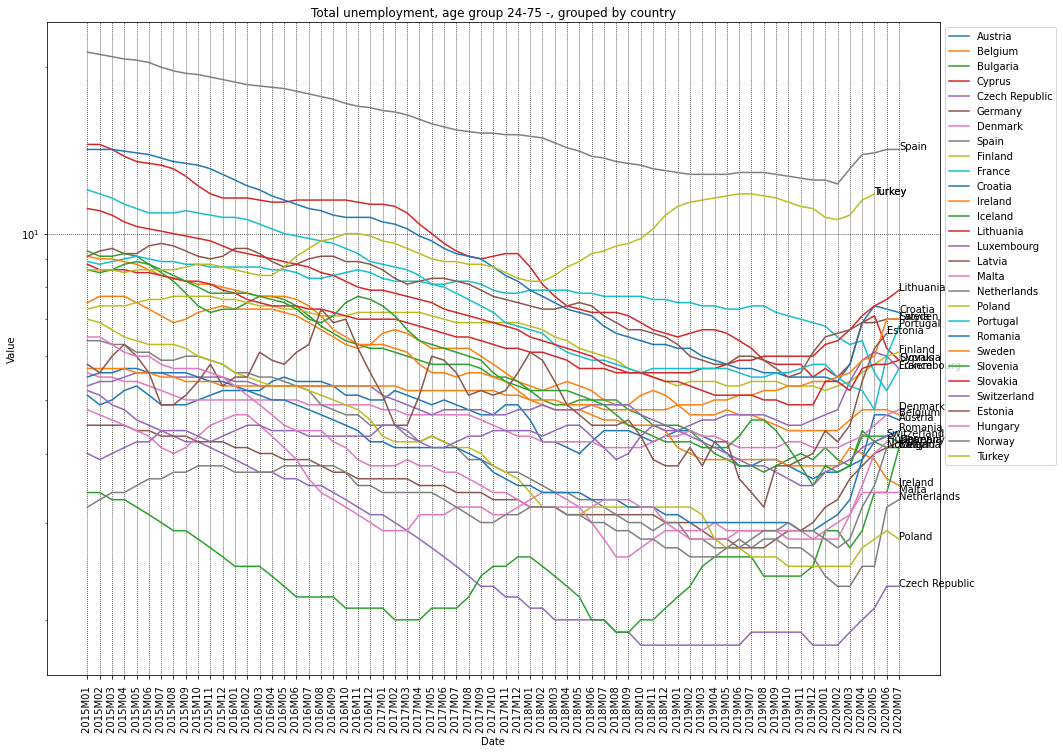 Total unemployment, age group 24-75 -, grouped by country
Value
10¹
Spain
Turkey
Lithuania
Croatia
Sweden
Portugal
Estonia
Finland
Cyprus
Denmark
Belgium
Austria
Romania
Switzerland
Ireland
Malta
Netherlands
Poland
Czech Republic
2015M01
2015M02
2015M03
2015M04
2015M05
2015M06
2015M07
2015M08
2015M09
2015M10
2015M11
2015M12
2016M01
2016M02
2016M03
2016M04
2016M05
2016M06
2016M07
2016M08
2016M09
2016M10
2016M11
2016M12
2017M01
2017M02
2017M03
2017M04
2017M05
2017M06
2017M07
2017M08
2017M09
2017M10
2017M11
2017M12
2018M01
2018M02
2018M03
2018M04
2018M05
2018M06
2018M07
2018M08
2018M09
2018M10
2018M11
2018M12
2019M01
2019M02
2019M03
2019M04
2019M05
2019M06
2019M07
2019M08
2019M09
2019M10
2019M11
2019M12
2020M01
2020M02
2020M03
2020M04
2020M05
2020M06
2020M07
Date
Austria
Belgium
Bulgaria
Cyprus
Czech Republic
Germany
Denmark
Spain
Finland
France
Croatia
Ireland
Iceland
Lithuania
Luxembourg
Latvia
Malta
Netherlands
Poland
Portugal
Romania
Sweden
Slovenia
Slovakia
Switzerland
Estonia
Hungary
Norway
Turkey